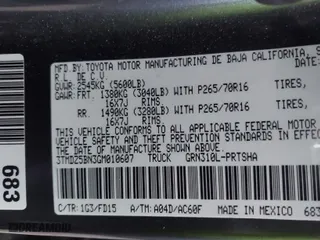 MFD BY: TOYOTA MOTOR MANUFACTURING DE BAJA CALIFORNIA, S
R.L. DE C.V. DATE:
GVWR: 2545KG (5600LB)
GAWR: FRT. 1380KG (3040LB) WITH P265/70R16 TIRES,
16X7J RIMS
RR. 1490KG (3280LB) WITH P265/70R16 TIRES,
16X7J RIMS
THIS VEHICLE CONFORMS TO ALL APPLICABLE FEDERAL MOTOR
VEHICLE SAFETY AND THEFT PREVENTION STANDARDS IN EFFECT ON
THE DATE OF MANUFACTURE SHOWN ABOVE.
3TMDZ5BN3GM010607 TRUCK GRN310L-PRTSHA
C/TR: 1G3/FD15 A/TM: A04D/AC60F MADE IN MEXICO 683
683